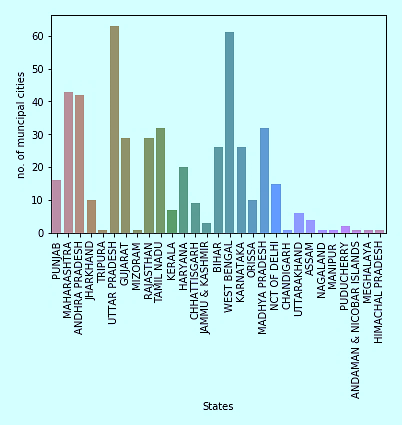 no. of muncipal cities
60
50
40
30
20
10
0
PUNJAB
MAHARASHTRA
ANDHRA PRADESH
JHARKHAND
TRIPURA
UTTAR PRADESH
GUJARAT
MIZORAM
RAJASTHAN
TAMIL NADU
KERALA
HARYANA
CHHATTISGARH
JAMMU & KASHMIR
BIHAR
WEST BENGAL
KARNATAKA
ORISSA
MADHYA PRADESH
NCT OF DELHI
CHANDIGARH
UTTARAKHAND
ASSAM
NAGALAND
MANIPUR
PUDUCHERRY
ANDAMAN & NICOBAR ISLANDS
MEGHALAYA
HIMACHAL PRADESH
States